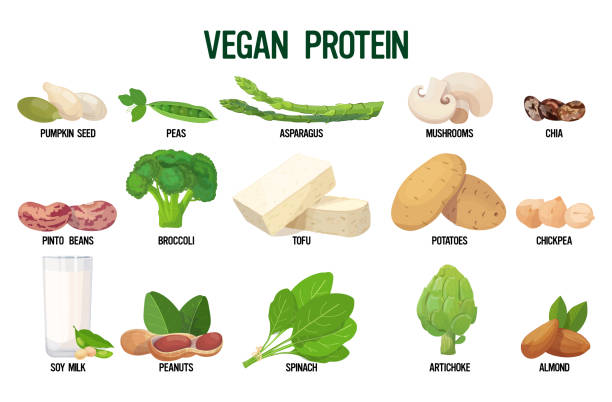 VEGAN PROTEIN
PUMPKIN SEED
PEAS
ASPARAGUS
MUSHROOMS
CHIA
PINTO BEANS
BROCCOLI
TOFU
POTATOES
CHICKPEA
SOY MILK
PEANUTS
SPINACH
ARTICHOKE
ALMOND